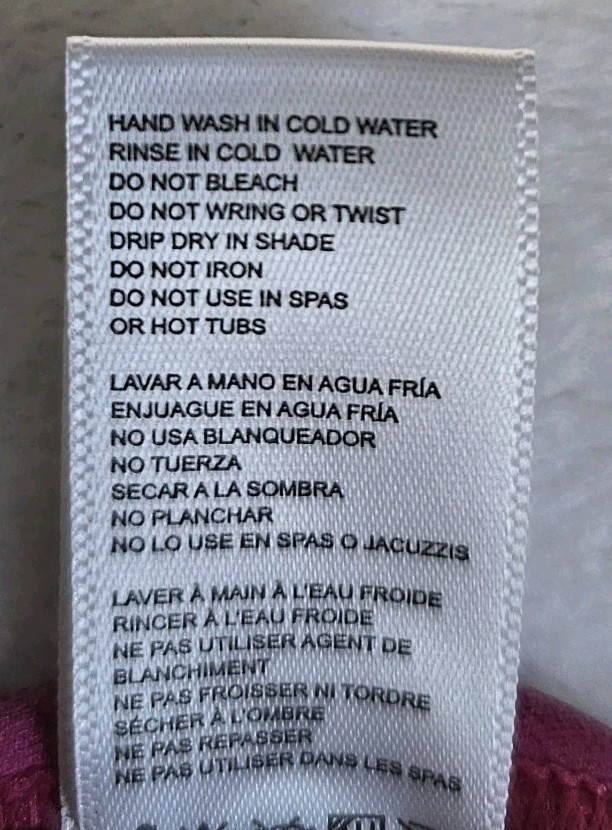 HAND WASH IN COLD WATER
RINSE IN COLD WATER
DO NOT BLEACH
DO NOT WRING OR TWIST
DRIP DRY IN SHADE
DO NOT IRON
DO NOT USE IN SPAS
OR HOT TUBS
LAVAR A MANO EN AGUA FRÍA
ENJUAGUE EN AGUA FRÍA
NO USA BLANQUEADOR
NO TUERZA
SECAR A LA SOMBRA
NO PLANCHAR
NO LO USE EN SPAS O JACUZZIS
LAVER À MAIN À L'EAU FROIDE
RINCER À L'EAU FROIDE
NE PAS UTILISER AGENT DE
BLANCHIMENT
NE PAS FROISSER NI TORDRE
SÉCHER À L'OMBRE
NE PAS REPASSER
NE PAS UTILISER DANS LES SPAS